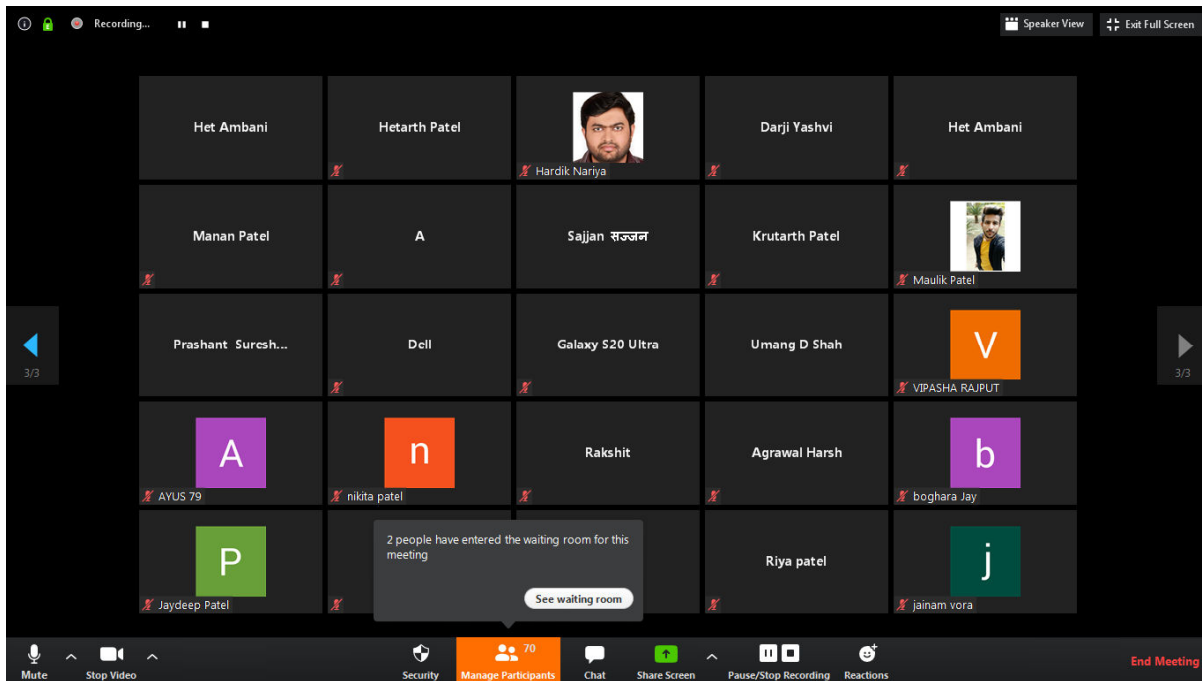 Recording...
Speaker View
Exit Full Screen
Het Ambani
Hetarth Patel
Hardik Nariya
Darji Yashvi
Het Ambani
Manan Patel
A
Sajjan सज्जन
Krutarth Patel
Maulik Patel
Prashant Suresh...
Dell
Galaxy S20 Ultra
Umang D Shah
V
VIPASHA RAJPUT
3/3
3/3
A
AYUS 79
n
nikita patel
Rakshit
Agrawal Harsh
b
boghara Jay
P
Jaydeep Patel
2 people have entered the waiting room for this
meeting
See waiting room
Riya patel
j
jainam vora
Mute
Stop Video
Security
70
Manage Participants
Chat
Share Screen
Pause/Stop Recording
Reactions
End Meeting